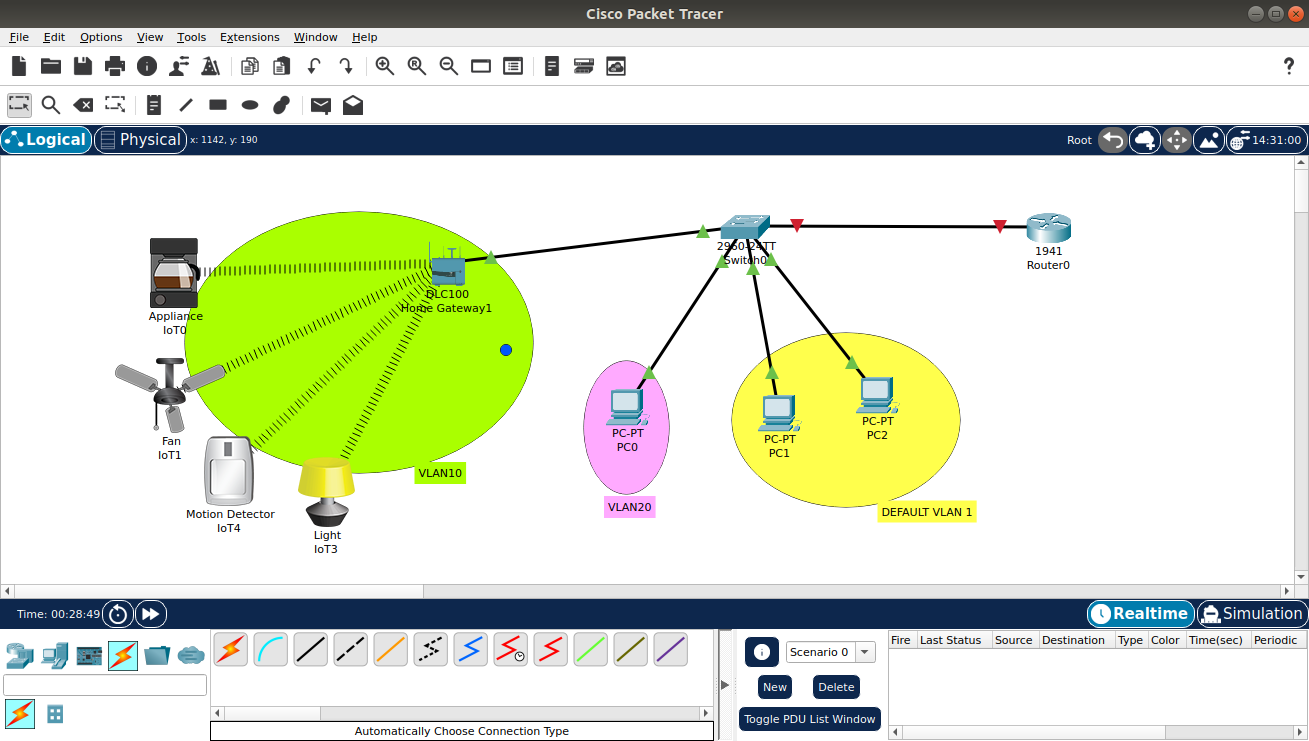 Cisco Packet Tracer
File Edit Options View Tools Extensions Window Help
?
Logical Physical x: 1142, y: 190 Root 14:31:00
2960-24TT
Switch0
1941
Router0
DLC100
Home Gateway1
Appliance
IoT0
Fan
IoT1
PC-PT
PC0
PC-PT
PC1
PC-PT
PC2
VLAN10
Motion Detector
IoT4
Light
IoT3
VLAN20
DEFAULT VLAN 1
Time: 00:28:49 Realtime Simulation
Fire Last Status Source Destination Type Color Time(sec) Periodic
Scenario 0
New Delete
Toggle PDU List Window
Automatically Choose Connection Type